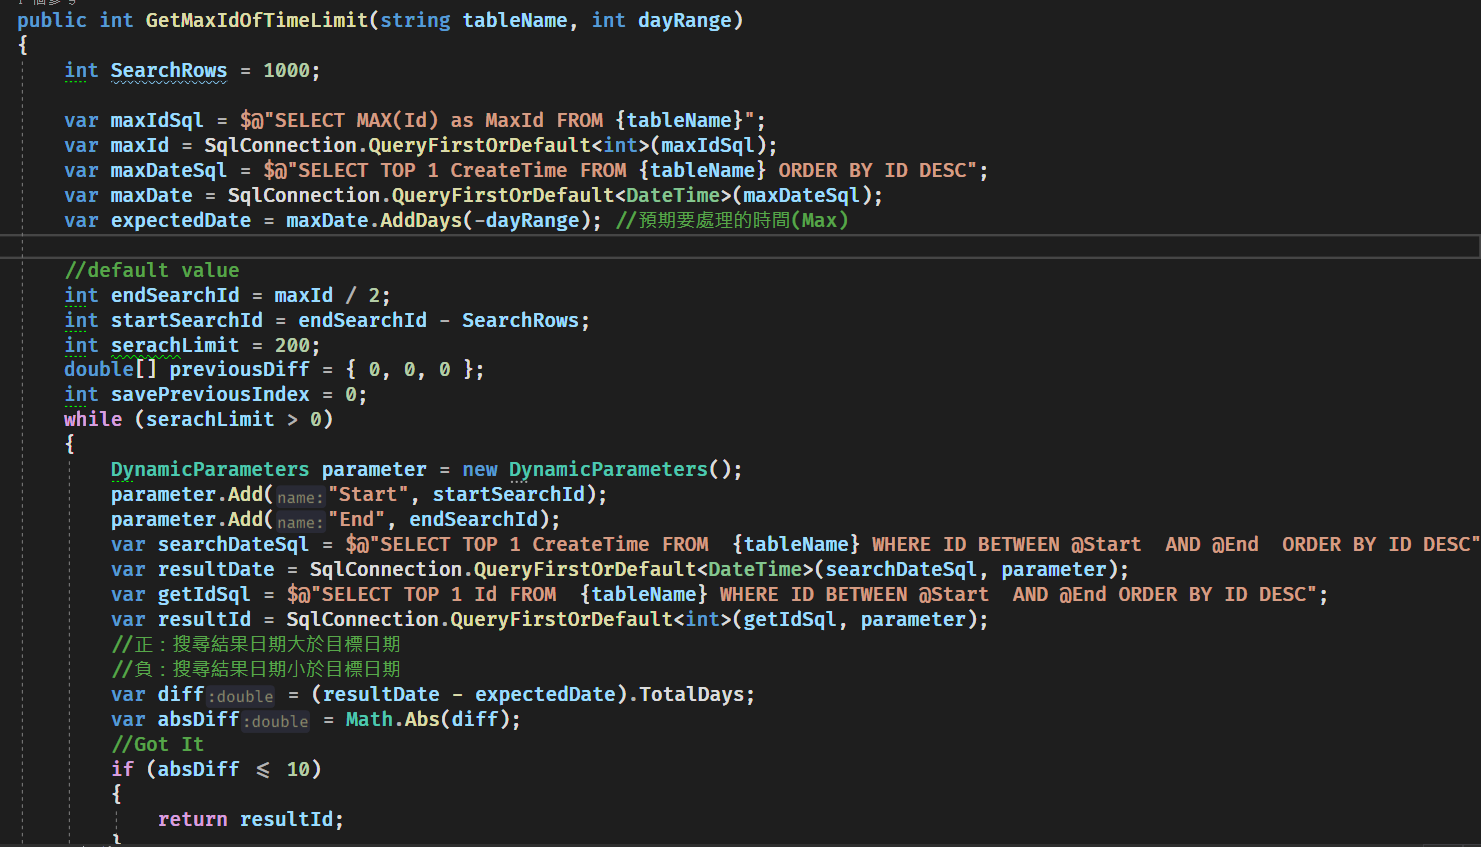 public int GetMaxIdOfTimeLimit(string tableName, int dayRange)
{
int SearchRows = 1000;
var maxIdSql = $@"SELECT MAX(Id) as MaxId FROM {tableName}";
var maxId = SqlConnection.QueryFirstOrDefault<int>(maxIdSql);
var maxDateSql = $@"SELECT TOP 1 CreateTime FROM {tableName} ORDER BY ID DESC";
var maxDate = SqlConnection.QueryFirstOrDefault<DateTime>(maxDateSql);
var expectedDate = maxDate.AddDays(-dayRange); //預期要處理的時間(Max)
//default value
int endSearchId = maxId / 2;
int startSearchId = endSearchId - SearchRows;
int serachLimit = 200;
double[] previousDiff = { 0, 0, 0 };
int savePreviousIndex = 0;
while (serachLimit > 0)
{
DynamicParameters parameter = new DynamicParameters();
parameter.Add(name:"Start", startSearchId);
parameter.Add(name:"End", endSearchId);
var searchDateSql = $@"SELECT TOP 1 CreateTime FROM  {tableName} WHERE ID BETWEEN @Start  AND @End  ORDER BY ID DESC"
var resultDate = SqlConnection.QueryFirstOrDefault<DateTime>(searchDateSql, parameter);
var getIdSql = $@"SELECT TOP 1 Id FROM  {tableName} WHERE ID BETWEEN @Start  AND @End ORDER BY ID DESC";
var resultId = SqlConnection.QueryFirstOrDefault<int>(getIdSql, parameter);
//正：搜尋結果日期大於目標日期
//負：搜尋結果日期小於目標日期
var diff:double = (resultDate - expectedDate).TotalDays;
var absDiff:double = Math.Abs(diff);
//Got It
if (absDiff ⩽ 10)
{
return resultId;
}